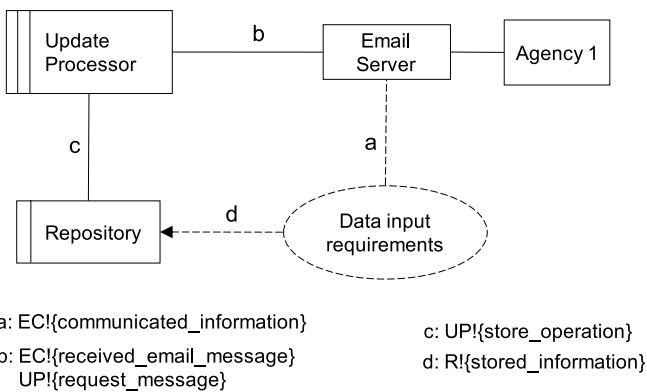 Update
Processor
b
Email
Server
Agency 1
c
a
Repository
d
Data input
requirements
a: EC!{communicated_information}
b: EC!{received_email_message}
UP!{request_message}
c: UP!{store_operation}
d: R!{stored_information}